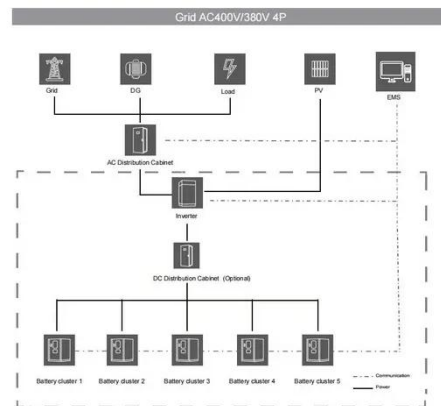 Grid AC400V/380V 4P
Grid
DG
Load
PV
EMS
AC Distribution Cabinet
Inverter
DC Distribution Cabinet (Optional)
Battery cluster 1
Battery cluster 2
Battery cluster 3
Battery cluster 4
Battery cluster 5
Communication
Power